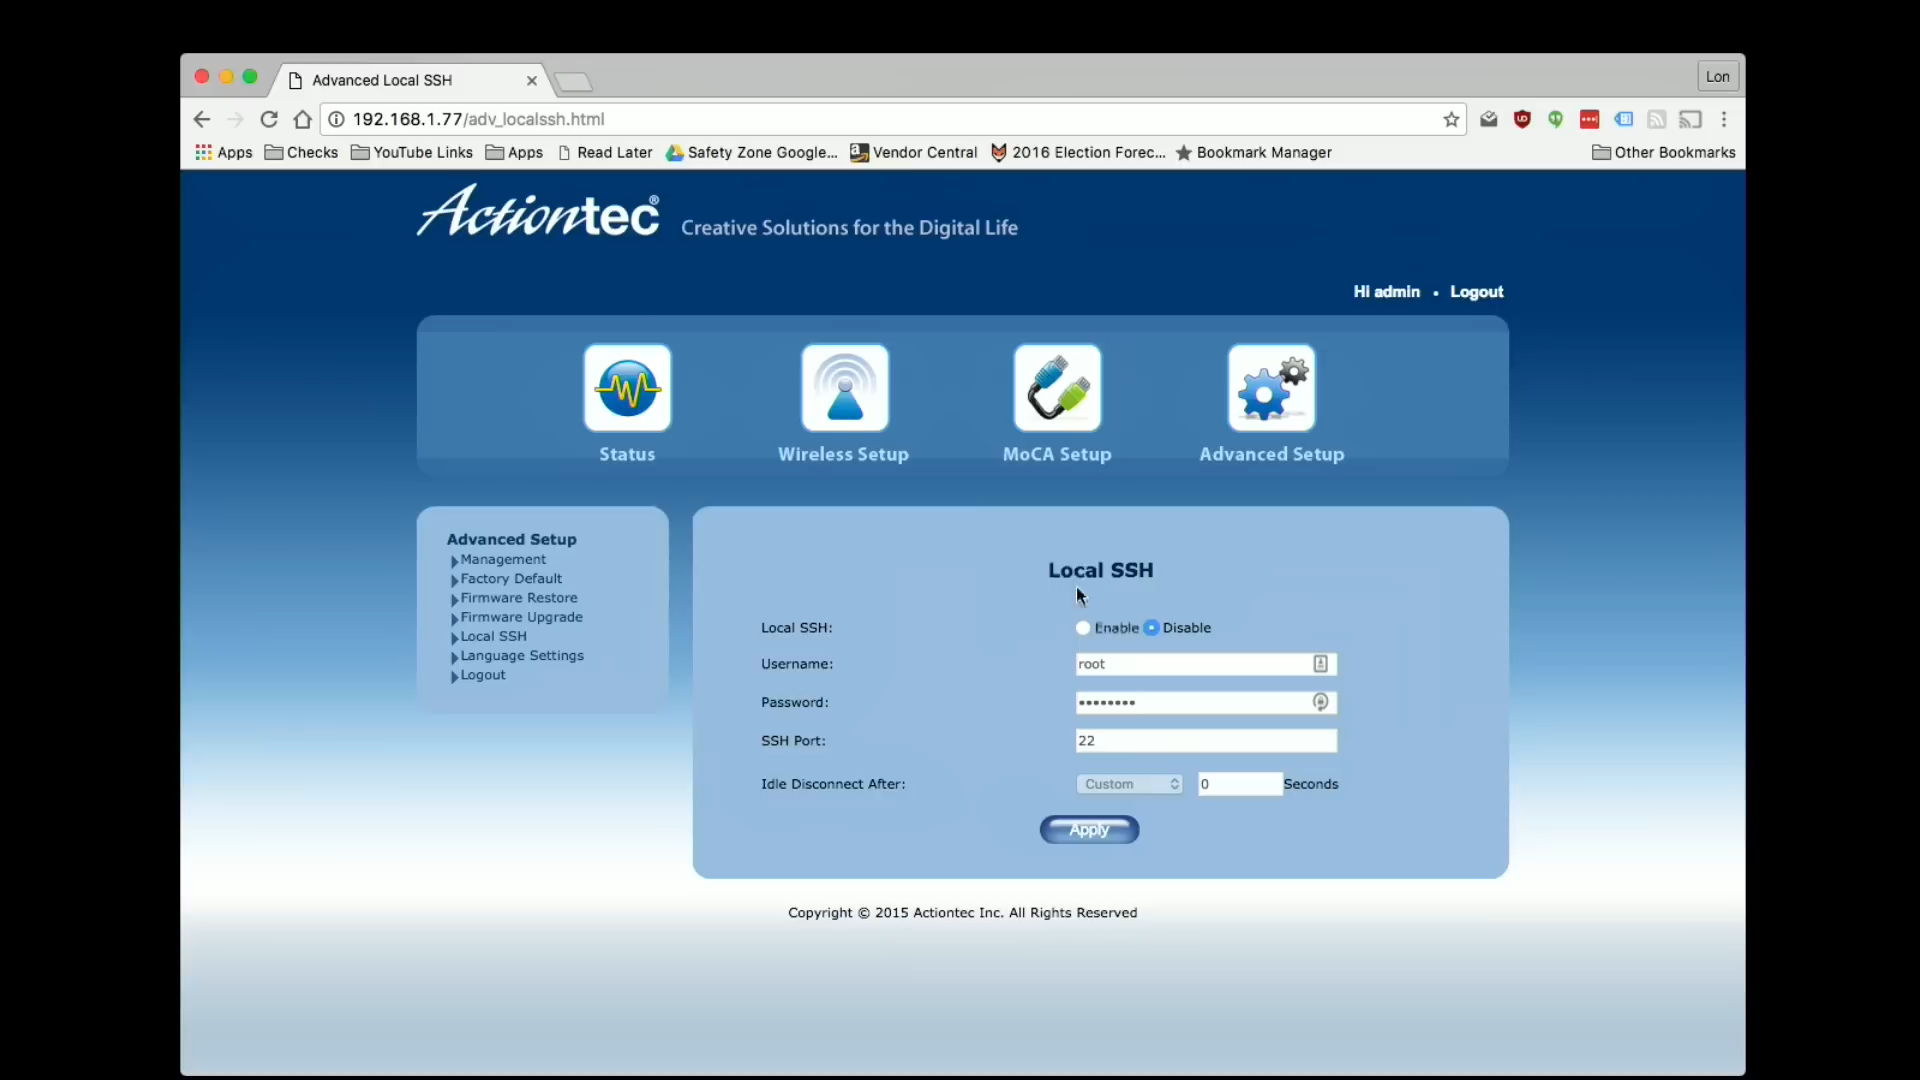 Advanced Local SSH
Lon
192.168.1.77/adv_localssh.html
Apps Checks YouTube Links Apps Read Later Safety Zone Google... Vendor Central 2016 Election Forec... Bookmark Manager Other Bookmarks
Actiontec® Creative Solutions for the Digital Life
Hi admin • Logout
Status Wireless Setup MoCA Setup Advanced Setup
Advanced Setup
Management
Factory Default
Firmware Restore
Firmware Upgrade
Local SSH
Language Settings
Logout
Local SSH
Local SSH: Enable Disable
Username: root
Password: ••••••••
SSH Port: 22
Idle Disconnect After: Custom 0 Seconds
Apply
Copyright © 2015 Actiontec Inc. All Rights Reserved